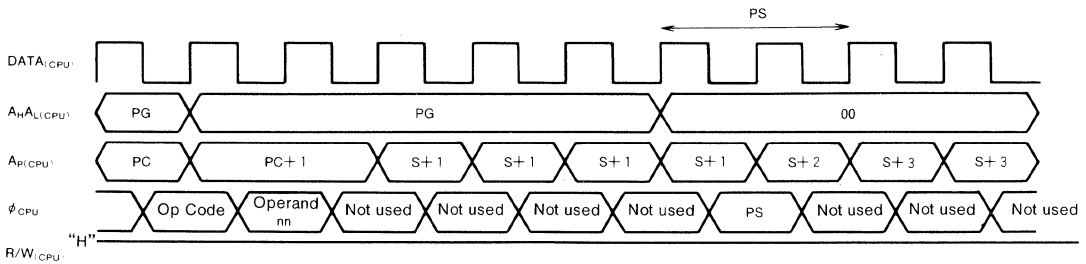 PS
DATA(CPU)
AHAL(CPU) PG PG 00
AP(CPU) PC PC+1 S+1 S+1 S+1 S+1 S+2 S+3 S+3
ϕCPU Op Code Operand nn Not used Not used Not used Not used PS Not used Not used Not used
"H"
R/W(CPU)